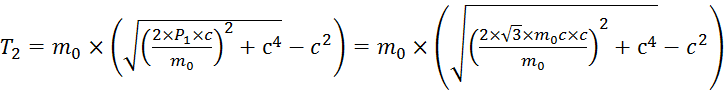 T₂ = m₀ × (√((2×P₁×c / m₀)² + c⁴) − c²) = m₀ × (√((2×√3×m₀c×c / m₀)² + c⁴) − c²)